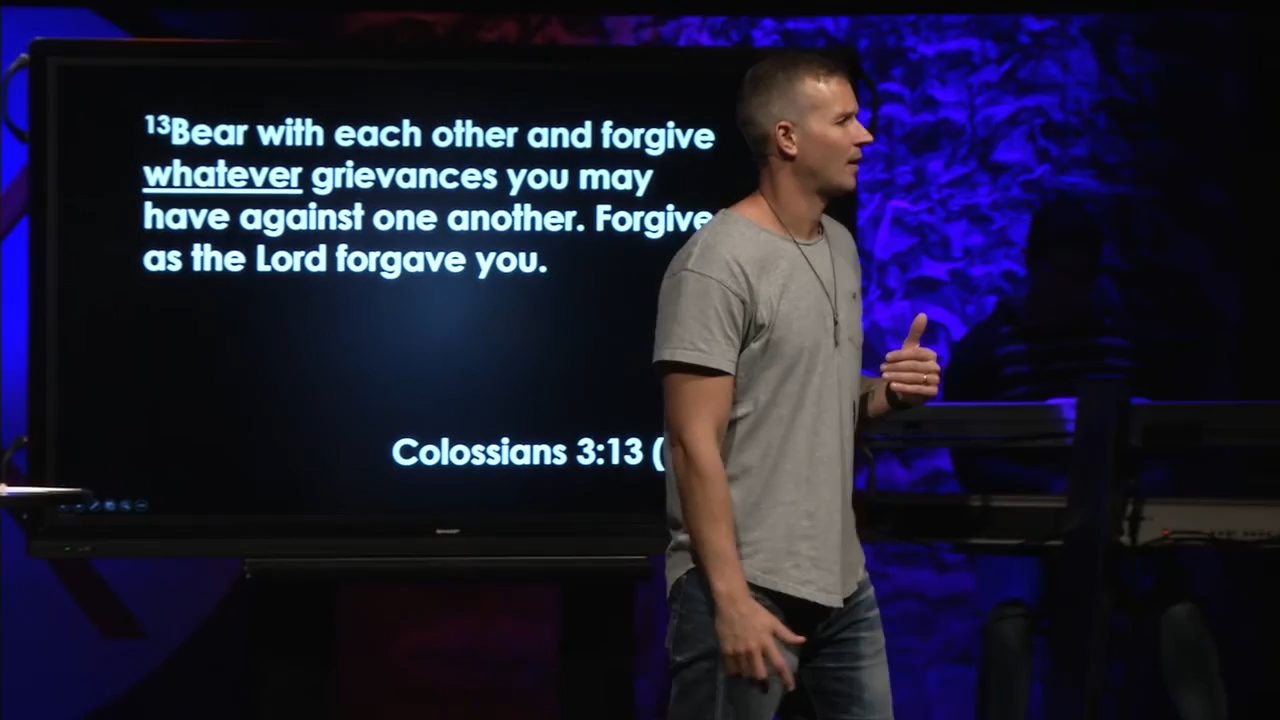 13Bear with each other and forgive
whatever grievances you may
have against one another. Forgive
as the Lord forgave you.
Colossians 3:13 (
SHARP